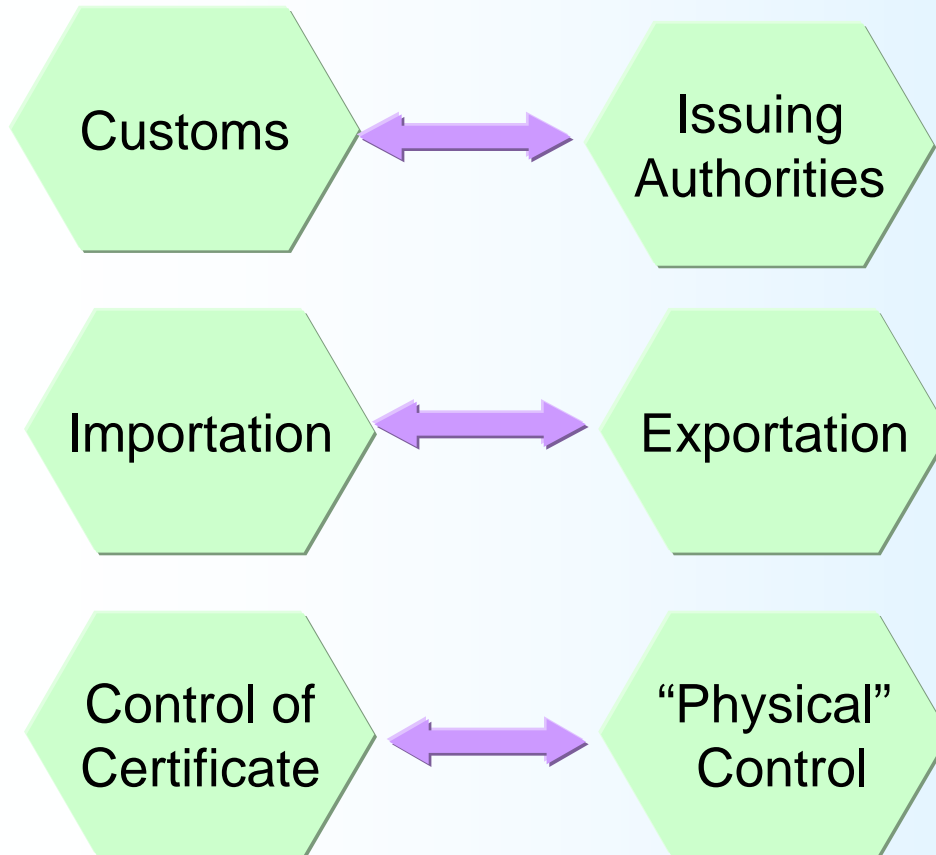 Customs
Issuing
Authorities
Importation
Exportation
Control of
Certificate
“Physical”
Control